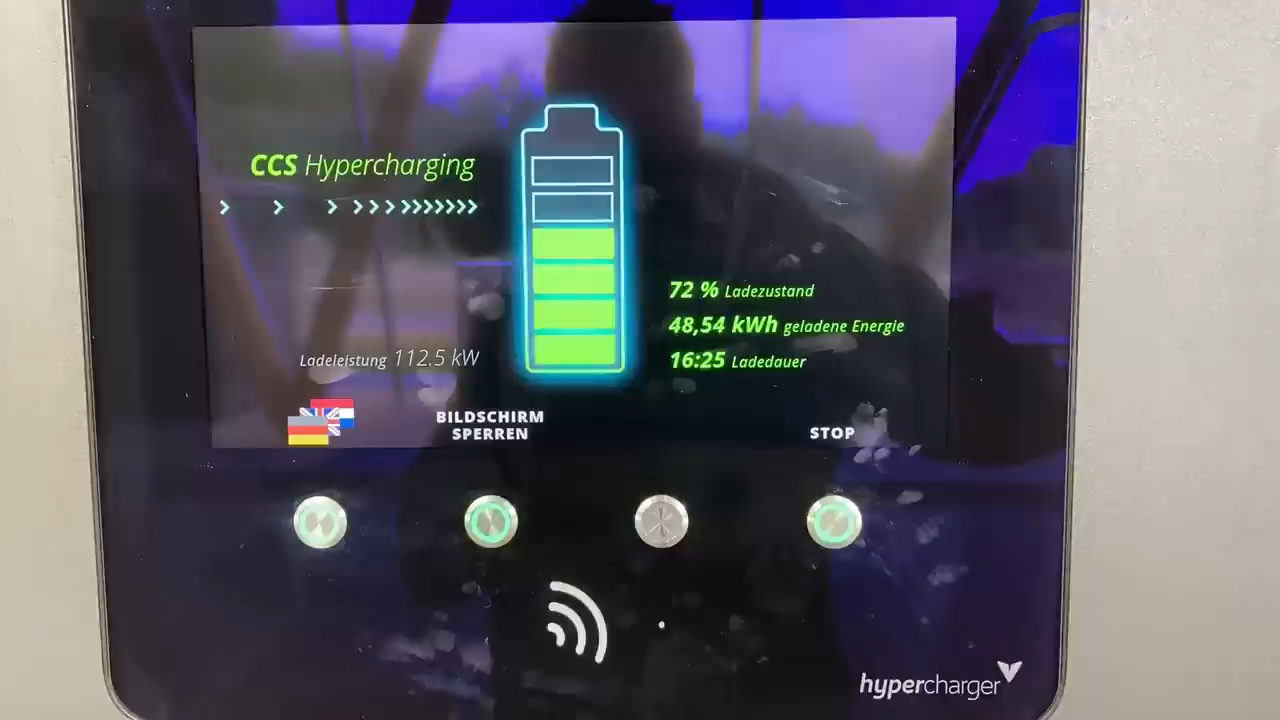 CCS Hypercharging
Ladeleistung 112.5 kW
72 % Ladezustand
48,54 kWh geladene Energie
16:25 Ladedauer
BILDSCHIRM
SPERREN
STOP
hypercharger